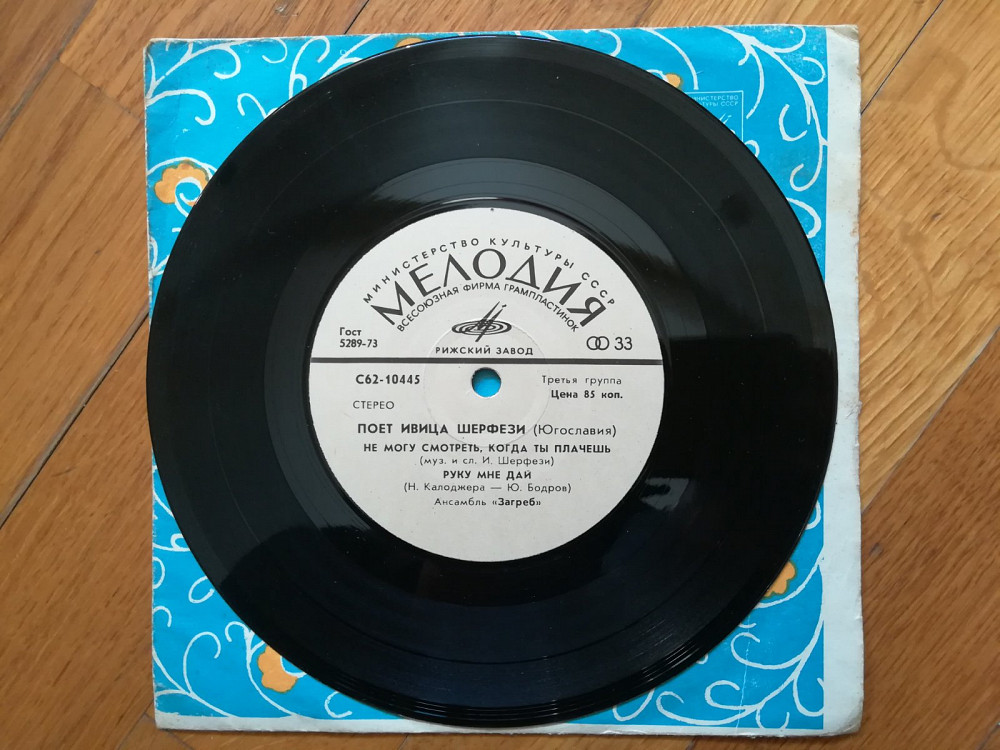 МИНИСТЕРСТВО КУЛЬТУРЫ СССР
МЕЛОДИЯ
ВСЕСОЮЗНАЯ ФИРМА ГРАМПЛАСТИНОК
Гост
5289-73
33
РИЖСКИЙ ЗАВОД
С62-10445
Третья группа
Цена 85 коп.
СТЕРЕО
ПОЕТ ИВИЦА ШЕРФЕЗИ (Югославия)
НЕ МОГУ СМОТРЕТЬ, КОГДА ТЫ ПЛАЧЕШЬ
(муз. и сл. И. Шерфези)
РУКУ МНЕ ДАЙ
(Н. Калоджера — Ю. Бодров)
Ансамбль «Загреб»